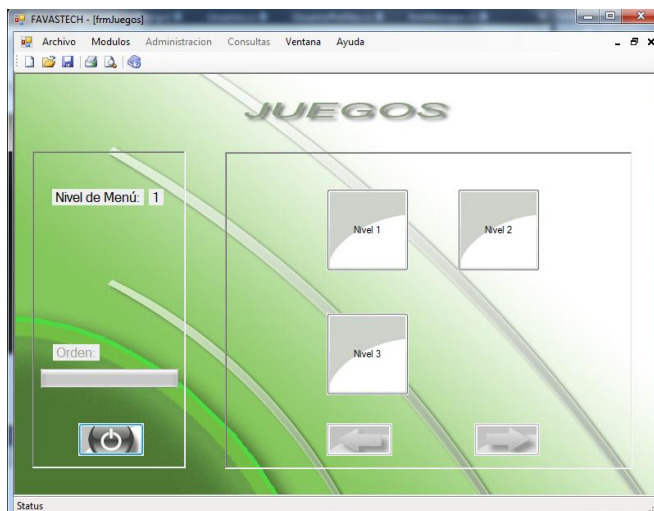 FAVASTECH - [frmJuegos]
Archivo Modulos Administracion Consultas Ventana Ayuda
JUEGOS
Nivel de Menú: 1
Nivel 1
Nivel 2
Orden:
Nivel 3
Status